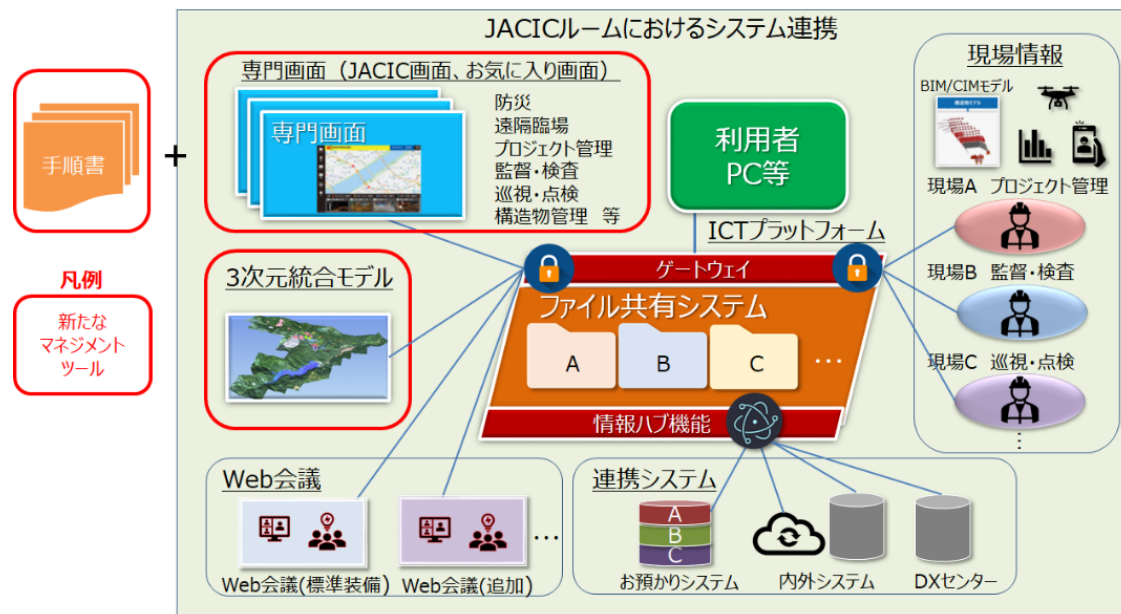 JACICルームにおけるシステム連携
手順書
+
専門画面（JACIC画面、お気に入り画面）
専門画面
防災
遠隔臨場
プロジェクト管理
監督・検査
巡視・点検
構造物管理 等
利用者
PC等
現場情報
BIM/CIMモデル
現場A プロジェクト管理
現場B 監督・検査
現場C 巡視・点検
⋮
凡例
新たな
マネジメント
ツール
3次元統合モデル
ICTプラットフォーム
ゲートウェイ
ファイル共有システム
A
B
C
…
情報ハブ機能
Web会議
Web会議(標準装備)
Web会議(追加)
…
連携システム
A
B
C
お預かりシステム
内外システム
DXセンター